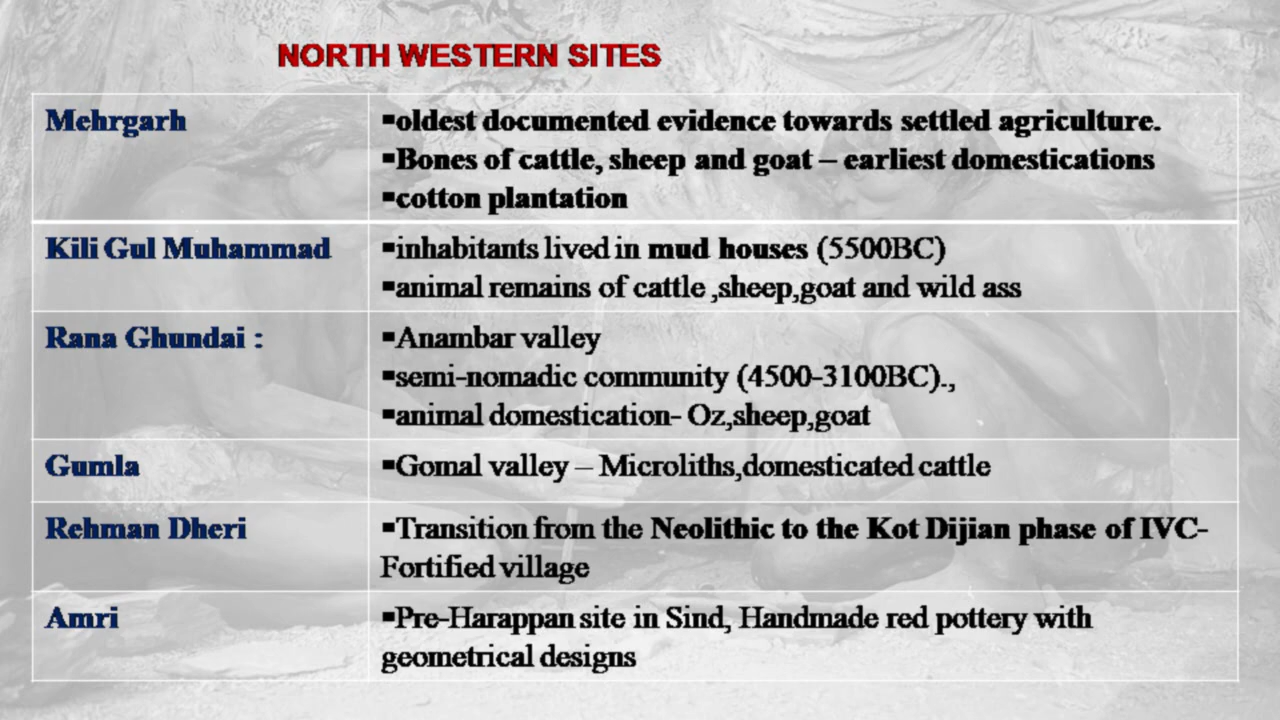 NORTH WESTERN SITES
Mehrgarh
▪oldest documented evidence towards settled agriculture.
▪Bones of cattle, sheep and goat – earliest domestications
▪cotton plantation
Kili Gul Muhammad
▪inhabitants lived in mud houses (5500BC)
▪animal remains of cattle ,sheep,goat and wild ass
Rana Ghundai :
▪Anambar valley
▪semi-nomadic community (4500-3100BC).,
▪animal domestication- Oz,sheep,goat
Gumla
▪Gomal valley – Microliths,domesticated cattle
Rehman Dheri
▪Transition from the Neolithic to the Kot Dijian phase of IVC-
Fortified village
Amri
▪Pre-Harappan site in Sind, Handmade red pottery with
geometrical designs